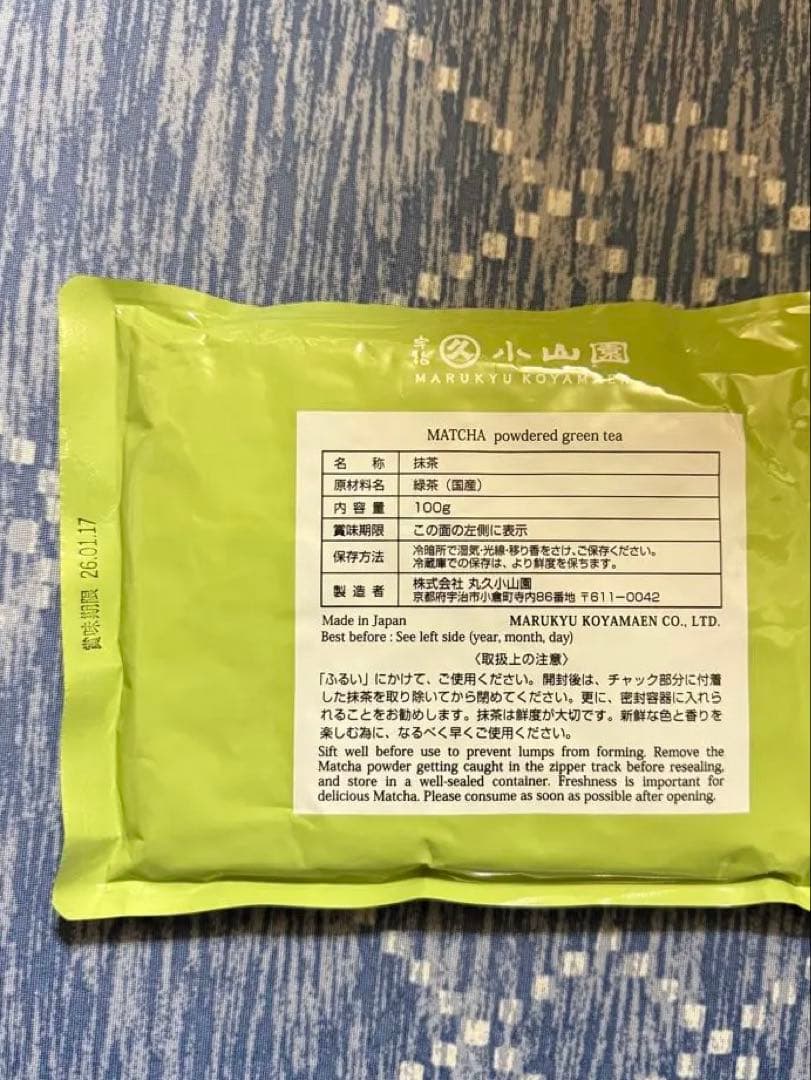 宇治 久 小山園
MARUKYU KOYAMAEN
MATCHA powdered green tea
名 称 抹茶
原材料名 緑茶（国産）
内容量 100g
賞味期限 この面の左側に表示
保存方法 冷暗所で湿気・光線・移り香をさけ、ご保存ください。
冷蔵庫での保存は、より鮮度を保ちます。
製造者 株式会社 丸久小山園
京都府宇治市小倉町寺内86番地 〒611-0042
Made in Japan MARUKYU KOYAMAEN CO., LTD.
Best before : See left side (year, month, day)
〈取扱上の注意〉
「ふるい」にかけて、ご使用ください。開封後は、チャック部分に付着
した抹茶を取り除いてから閉めてください。更に、密封容器に入れら
れることをお勧めします。抹茶は鮮度が大切です。新鮮な色と香りを
楽しむ為に、なるべく早くご使用ください。
Sift well before use to prevent lumps from forming. Remove the
Matcha powder getting caught in the zipper track before resealing,
and store in a well-sealed container. Freshness is important for
delicious Matcha. Please consume as soon as possible after opening.
賞味期限 26.01.17